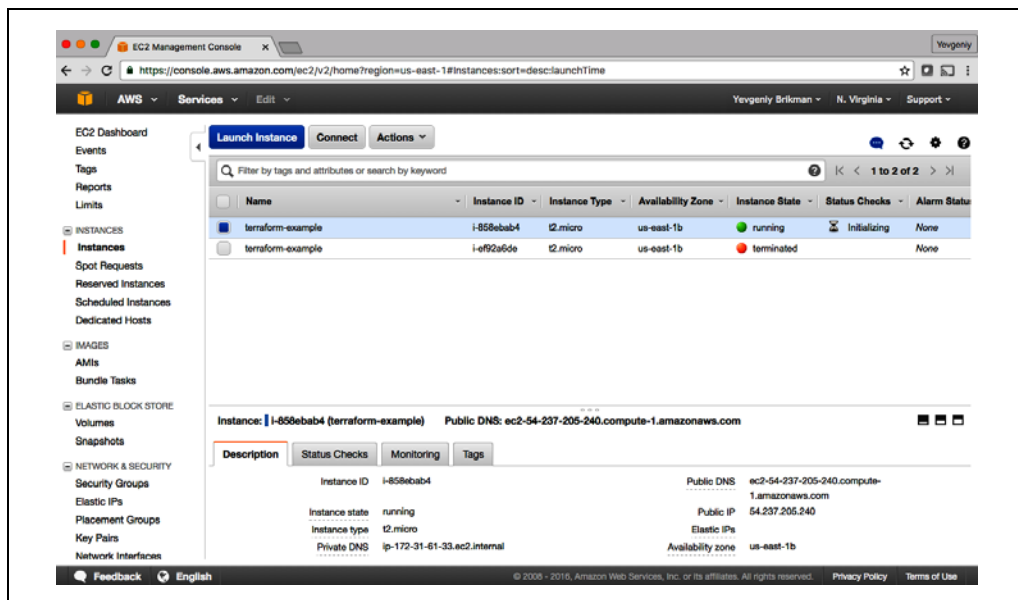 EC2 Management Console ×
Yevgeniy
https://console.aws.amazon.com/ec2/v2/home?region=us-east-1#Instances:sort=desc:launchTime
AWS Services Edit Yevgeniy Brikman N. Virginia Support
EC2 Dashboard
Events
Tags
Reports
Limits
INSTANCES
Instances
Spot Requests
Reserved Instances
Scheduled Instances
Dedicated Hosts
IMAGES
AMIs
Bundle Tasks
ELASTIC BLOCK STORE
Volumes
Snapshots
NETWORK & SECURITY
Security Groups
Elastic IPs
Placement Groups
Key Pairs
Network Interfaces
Launch Instance Connect Actions
Filter by tags and attributes or search by keyword 1 to 2 of 2
Name Instance ID Instance Type Availability Zone Instance State Status Checks Alarm Statu
terraform-example i-858ebab4 t2.micro us-east-1b running Initializing None
terraform-example i-ef92a6de t2.micro us-east-1b terminated None
Instance: i-858ebab4 (terraform-example) Public DNS: ec2-54-237-205-240.compute-1.amazonaws.com
Description Status Checks Monitoring Tags
Instance ID i-858ebab4 Public DNS ec2-54-237-205-240.compute-
1.amazonaws.com
Instance state running Public IP 54.237.205.240
Instance type t2.micro Elastic IPs
Private DNS ip-172-31-61-33.ec2.internal Availability zone us-east-1b
Feedback English © 2008 - 2016, Amazon Web Services, Inc. or its affiliates. All rights reserved. Privacy Policy Terms of Use